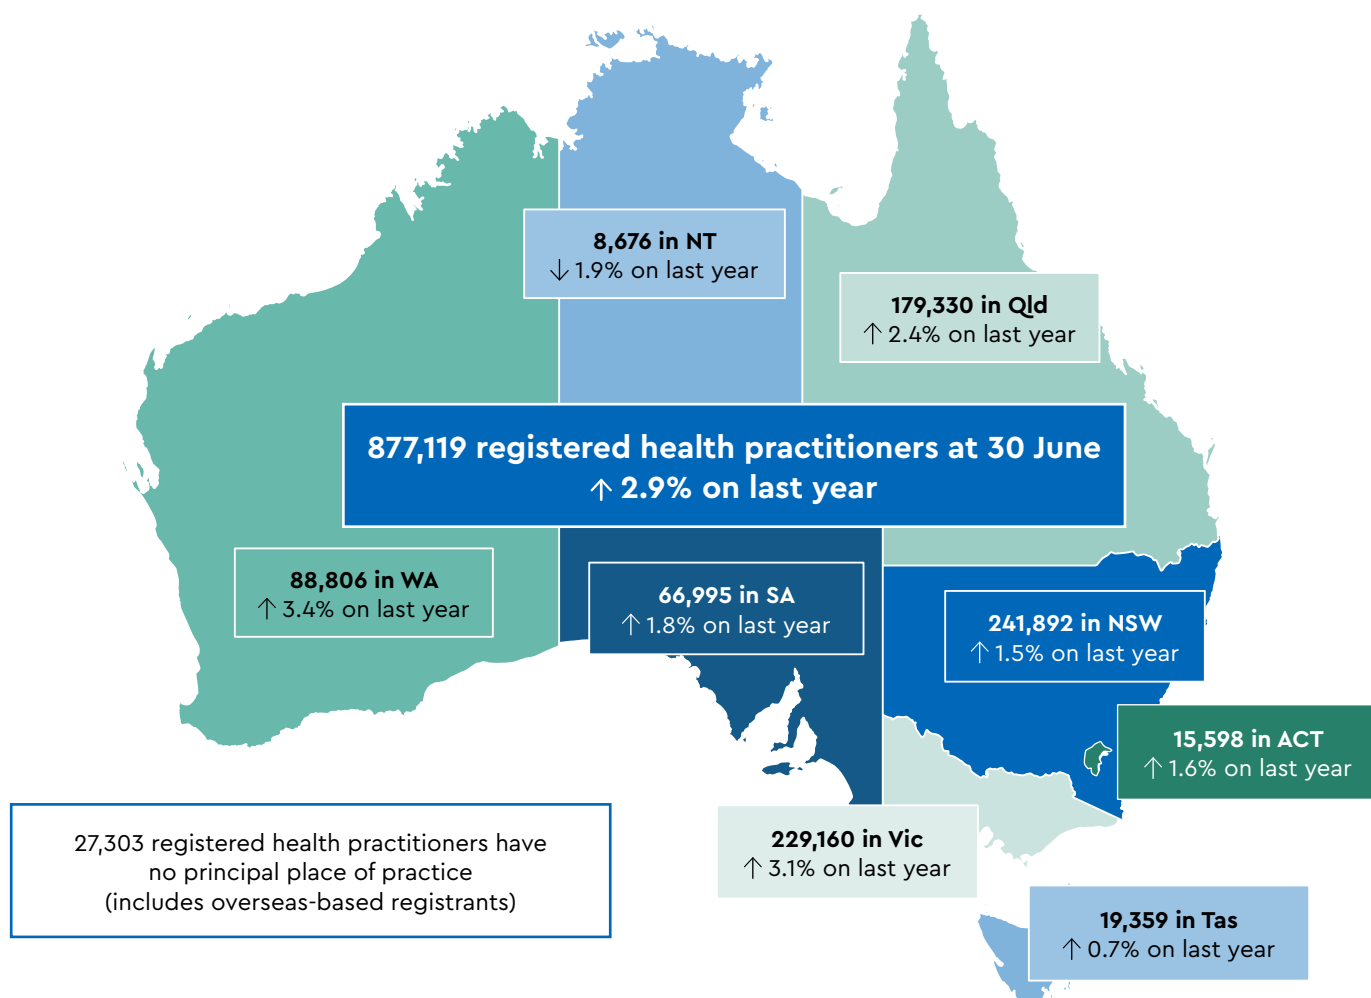 8,676 in NT
↓ 1.9% on last year
179,330 in Qld
↑ 2.4% on last year
877,119 registered health practitioners at 30 June
↑ 2.9% on last year
88,806 in WA
↑ 3.4% on last year
66,995 in SA
↑ 1.8% on last year
241,892 in NSW
↑ 1.5% on last year
15,598 in ACT
↑ 1.6% on last year
27,303 registered health practitioners have
no principal place of practice
(includes overseas-based registrants)
229,160 in Vic
↑ 3.1% on last year
19,359 in Tas
↑ 0.7% on last year